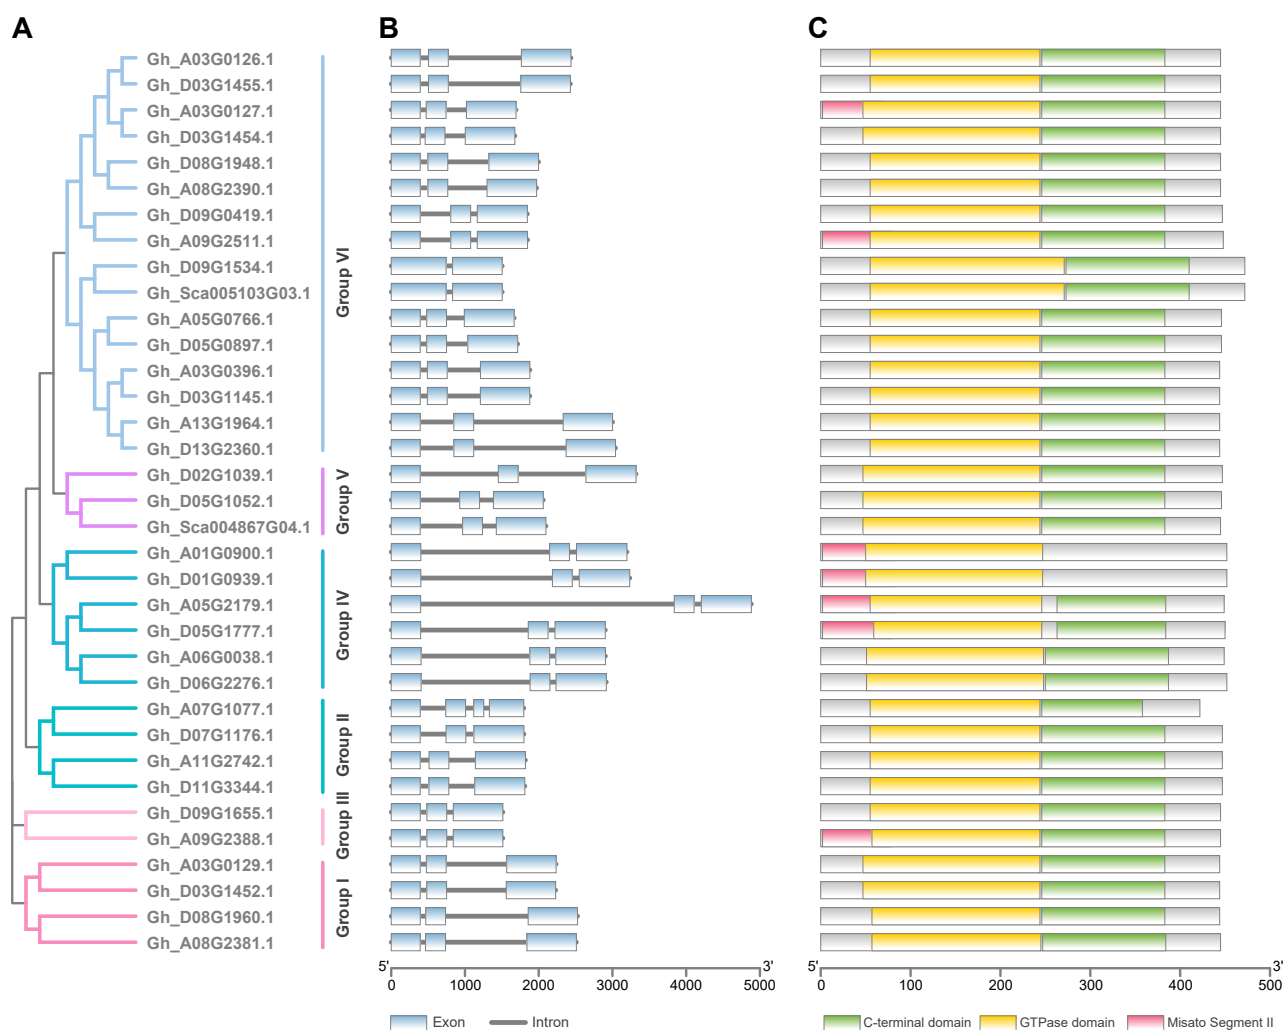 A B C
Gh_A03G0126.1
Gh_D03G1455.1
Gh_A03G0127.1
Gh_D03G1454.1
Gh_D08G1948.1
Gh_A08G2390.1
Gh_D09G0419.1
Gh_A09G2511.1
Gh_D09G1534.1
Gh_Sca005103G03.1
Gh_A05G0766.1
Gh_D05G0897.1
Gh_A03G0396.1
Gh_D03G1145.1
Gh_A13G1964.1
Gh_D13G2360.1
Gh_D02G1039.1
Gh_D05G1052.1
Gh_Sca004867G04.1
Gh_A01G0900.1
Gh_D01G0939.1
Gh_A05G2179.1
Gh_D05G1777.1
Gh_A06G0038.1
Gh_D06G2276.1
Gh_A07G1077.1
Gh_D07G1176.1
Gh_A11G2742.1
Gh_D11G3344.1
Gh_D09G1655.1
Gh_A09G2388.1
Gh_A03G0129.1
Gh_D03G1452.1
Gh_D08G1960.1
Gh_A08G2381.1
Group VI
Group V
Group IV
Group II
Group III
Group I
5' 3'
0 1000 2000 3000 4000 5000
Exon Intron
5' 3'
0 100 200 300 400 500
C-terminal domain GTPase domain Misato Segment II